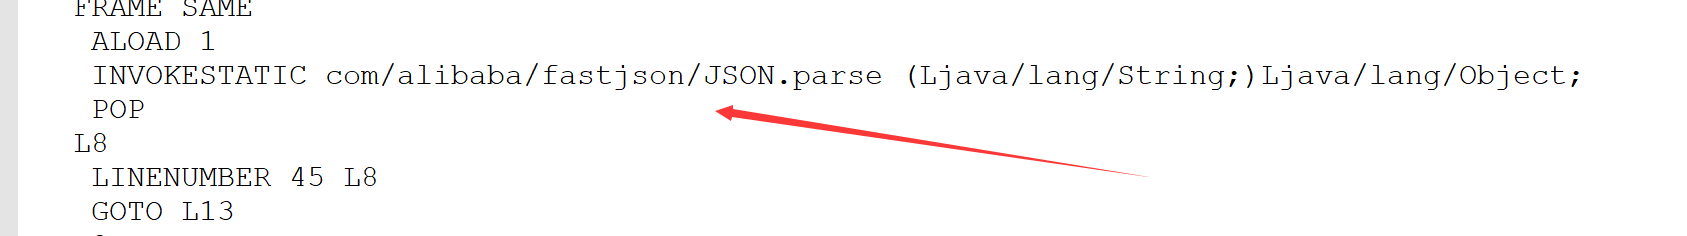 FRAME SAME
ALOAD 1
INVOKESTATIC com/alibaba/fastjson/JSON.parse (Ljava/lang/String;)Ljava/lang/Object;
POP
L8
LINENUMBER 45 L8
GOTO L13